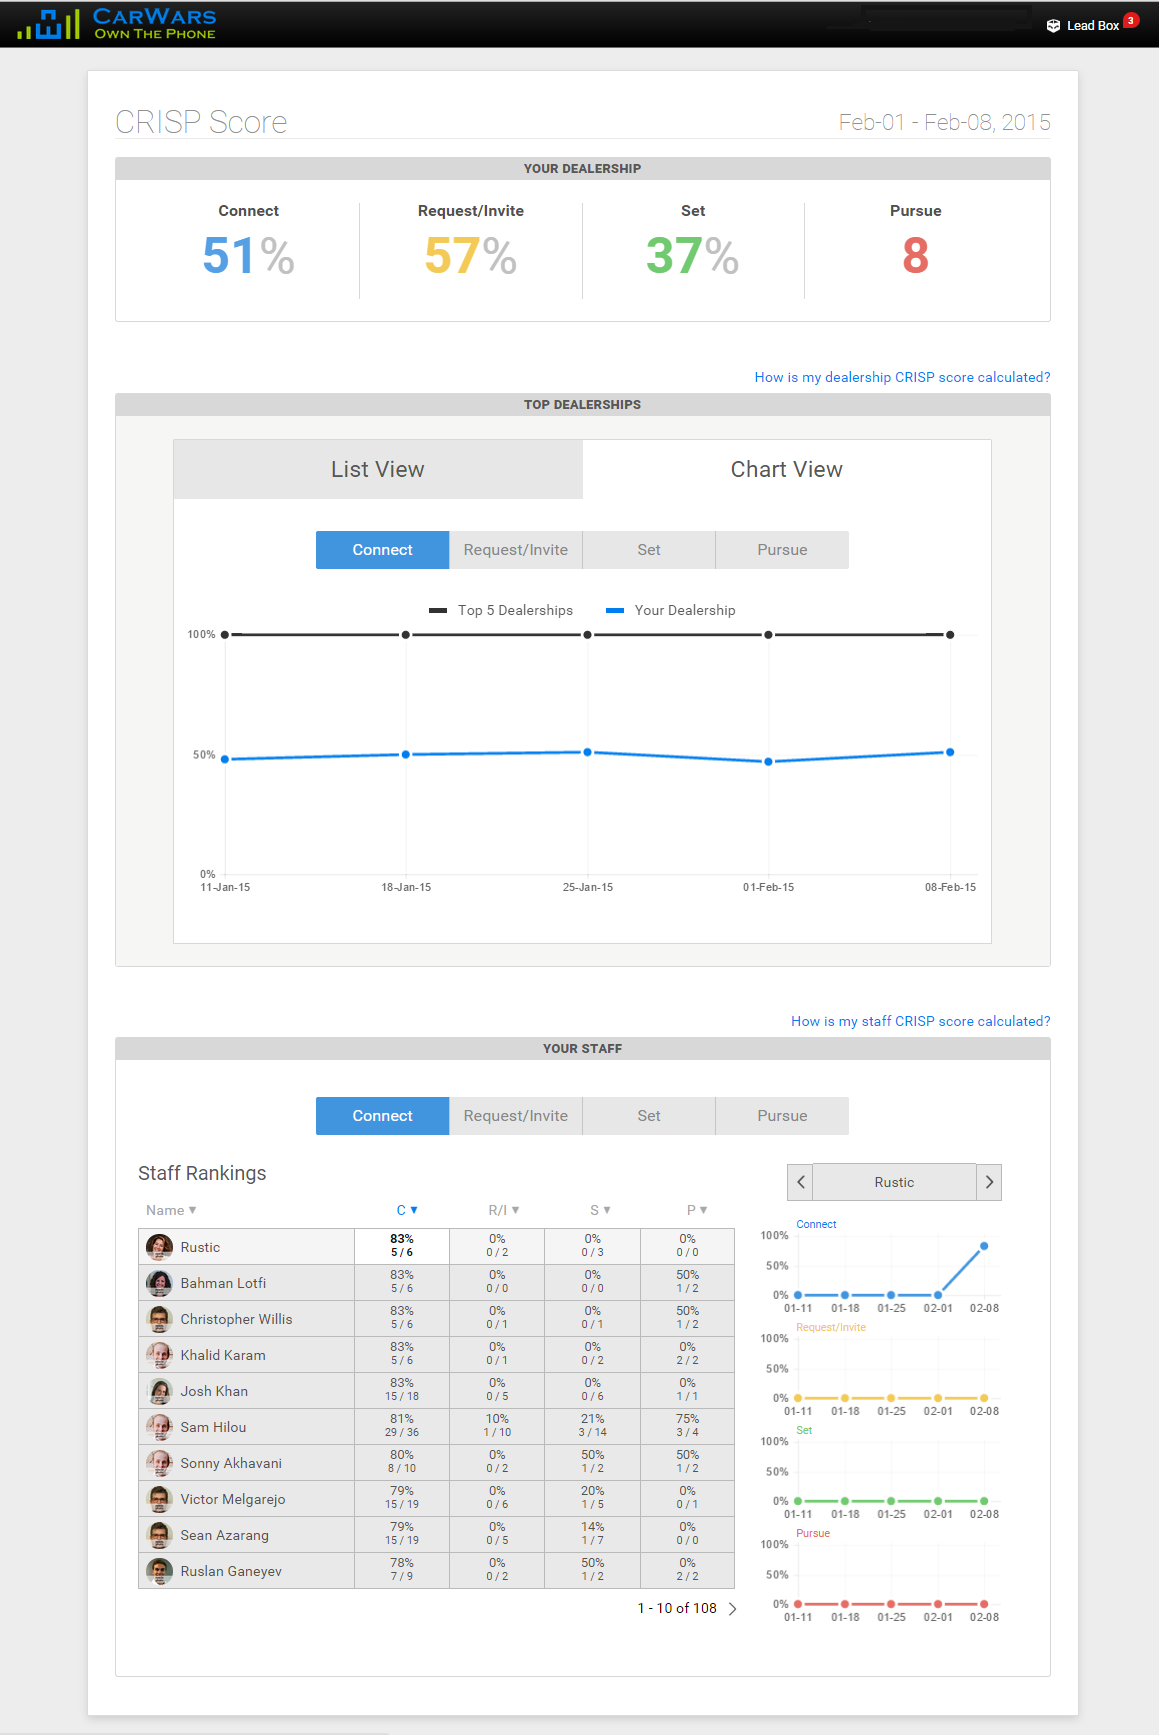 CARWARS
OWN THE PHONE
Lead Box 3
CRISP Score
Feb-01 - Feb-08, 2015
YOUR DEALERSHIP
Connect Request/Invite Set Pursue
51% 57% 37% 8
How is my dealership CRISP score calculated?
TOP DEALERSHIPS
List View Chart View
Connect Request/Invite Set Pursue
Top 5 Dealerships Your Dealership
100%
50%
0%
11-Jan-15 18-Jan-15 25-Jan-15 01-Feb-15 08-Feb-15
How is my staff CRISP score calculated?
YOUR STAFF
Connect Request/Invite Set Pursue
Staff Rankings
Name ▼ C ▼ R/I ▼ S ▼ P ▼
Rustic 83% 0% 0% 0%
5 / 6 0 / 2 0 / 3 0 / 0
Bahman Lotfi 83% 0% 0% 50%
5 / 6 0 / 0 0 / 0 1 / 2
Christopher Willis 83% 0% 0% 50%
5 / 6 0 / 1 0 / 1 1 / 2
Khalid Karam 83% 0% 0% 0%
5 / 6 0 / 1 0 / 2 2 / 2
Josh Khan 83% 0% 0% 0%
15 / 18 0 / 5 0 / 6 1 / 1
Sam Hilou 81% 10% 21% 75%
29 / 36 1 / 10 3 / 14 3 / 4
Sonny Akhavani 80% 0% 50% 50%
8 / 10 0 / 2 1 / 2 1 / 2
Victor Melgarejo 79% 0% 20% 0%
15 / 19 0 / 6 1 / 5 0 / 1
Sean Azarang 79% 0% 14% 0%
15 / 19 0 / 5 1 / 7 0 / 0
Ruslan Ganeyev 78% 0% 50% 0%
7 / 9 0 / 2 1 / 2 2 / 2
1 - 10 of 108
Rustic
Connect
100%
50%
0%
01-11 01-18 01-25 02-01 02-08
Request/Invite
100%
50%
0%
01-11 01-18 01-25 02-01 02-08
Set
100%
50%
0%
01-11 01-18 01-25 02-01 02-08
Pursue
100%
50%
0%
01-11 01-18 01-25 02-01 02-08